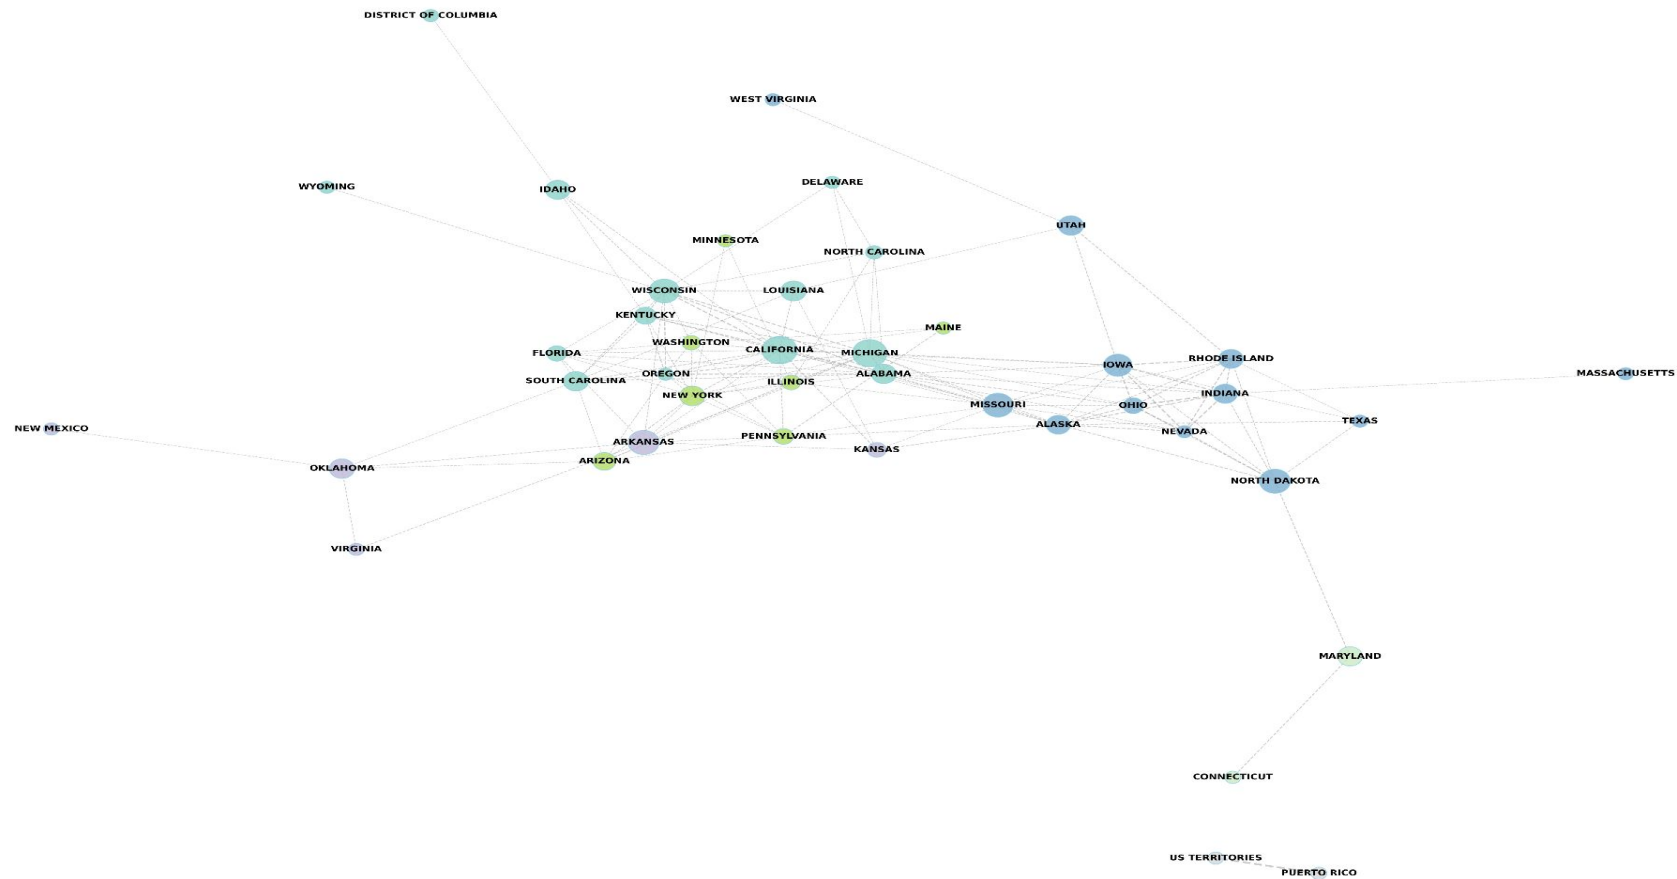 DISTRICT OF COLUMBIA
WEST VIRGINIA
DELAWARE
WYOMING
IDAHO
UTAH
MINNESOTA
NORTH CAROLINA
WISCONSIN
LOUISIANA
KENTUCKY
MAINE
WASHINGTON
CALIFORNIA
MICHIGAN
FLORIDA
RHODE ISLAND
IOWA
OREGON
ALABAMA
MASSACHUSETTS
SOUTH CAROLINA
ILLINOIS
NEW YORK
INDIANA
MISSOURI
OHIO
TEXAS
ALASKA
NEW MEXICO
NEVADA
PENNSYLVANIA
ARKANSAS
KANSAS
ARIZONA
OKLAHOMA
NORTH DAKOTA
VIRGINIA
MARYLAND
CONNECTICUT
US TERRITORIES
PUERTO RICO